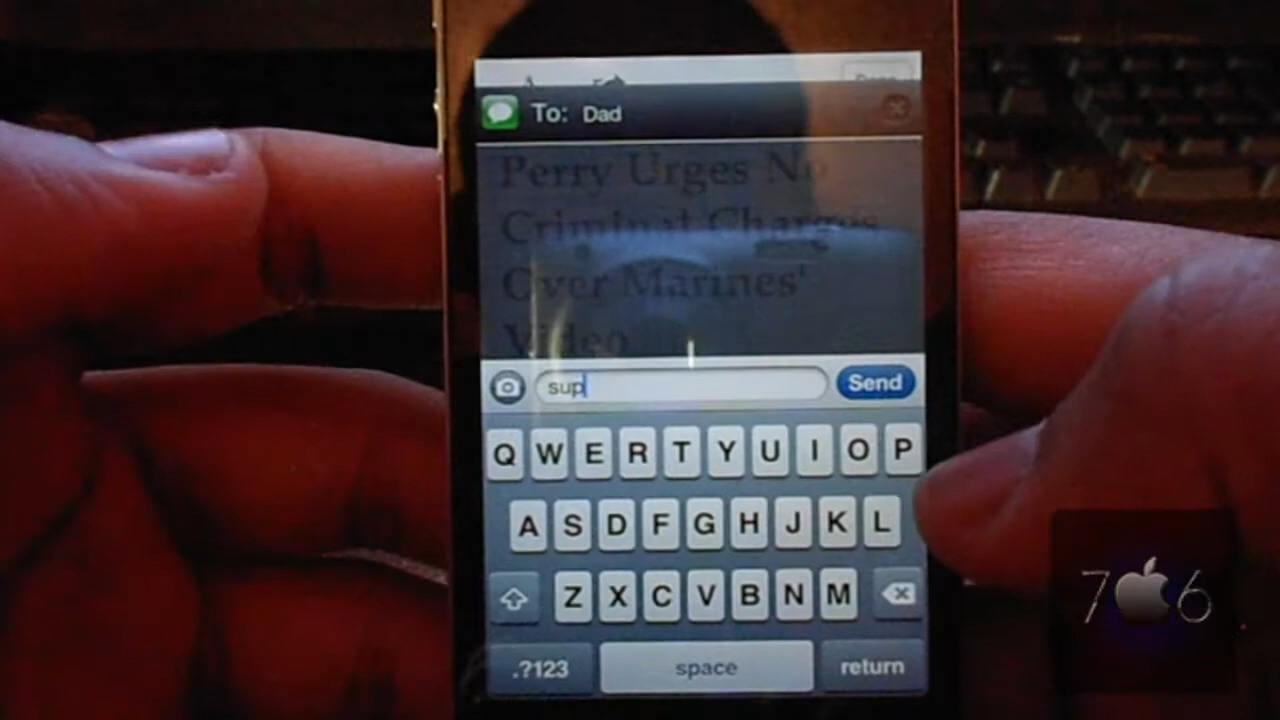 To: Dad
Perry Urges No
Criminal Charges
Over Marines'
Video
sup
Send
Q W E R T Y U I O P
A S D F G H J K L
Z X C V B N M
.?123 space return
7 6